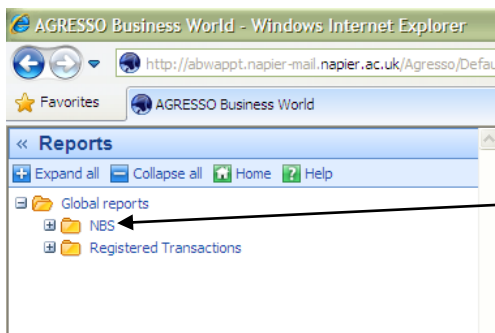 AGRESSO Business World - Windows Internet Explorer
http://abwappt.napier-mail.napier.ac.uk/Agresso/Defau
Favorites AGRESSO Business World
« Reports
Expand all Collapse all Home Help
Global reports
NBS
Registered Transactions